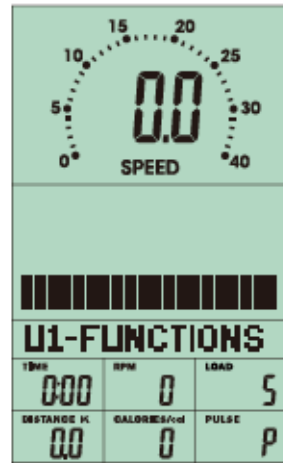 15 20
10 25
5 0.0 30
0 SPEED 40
U1-FUNCTIONS
TIME RPM LOAD
0:00 0 5
DISTANCE K CALORIES/cal PULSE
0.0 0 P